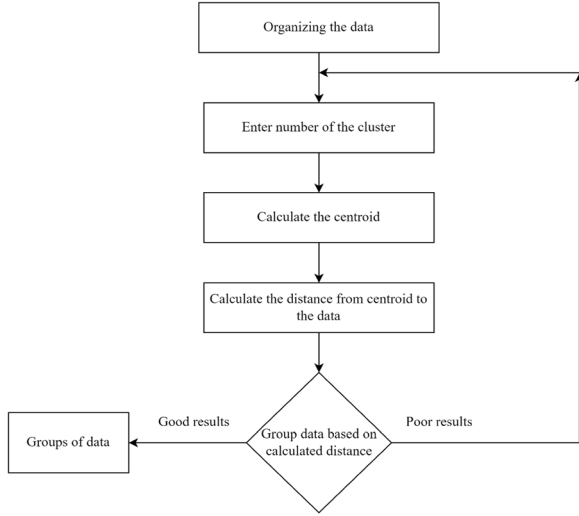 Organizing the data
Enter number of the cluster
Calculate the centroid
Calculate the distance from centroid to
the data
Good results
Poor results
Groups of data
Group data based on
calculated distance